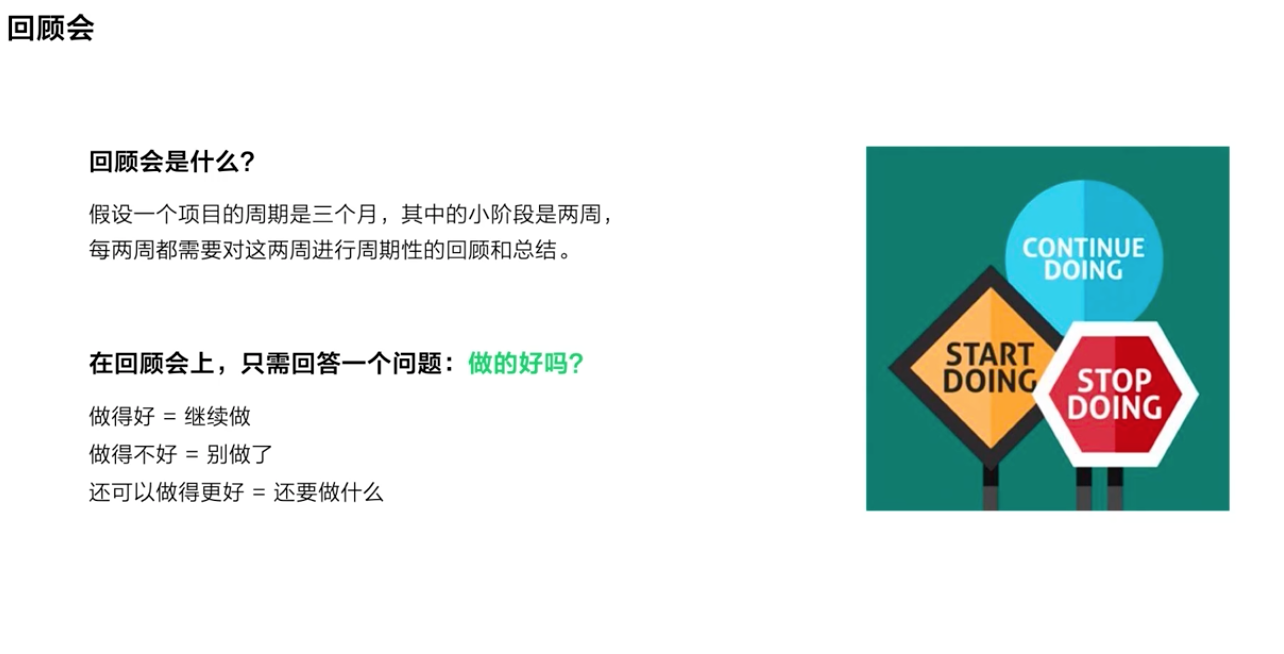 回顾会
回顾会是什么？
假设一个项目的周期是三个月，其中的小阶段是两周，
每两周都需要对这两周进行周期性的回顾和总结。
在回顾会上，只需回答一个问题：做的好吗？
做得好 = 继续做
做得不好 = 别做了
还可以做得更好 = 还要做什么
CONTINUE
DOING
START
DOING
STOP
DOING